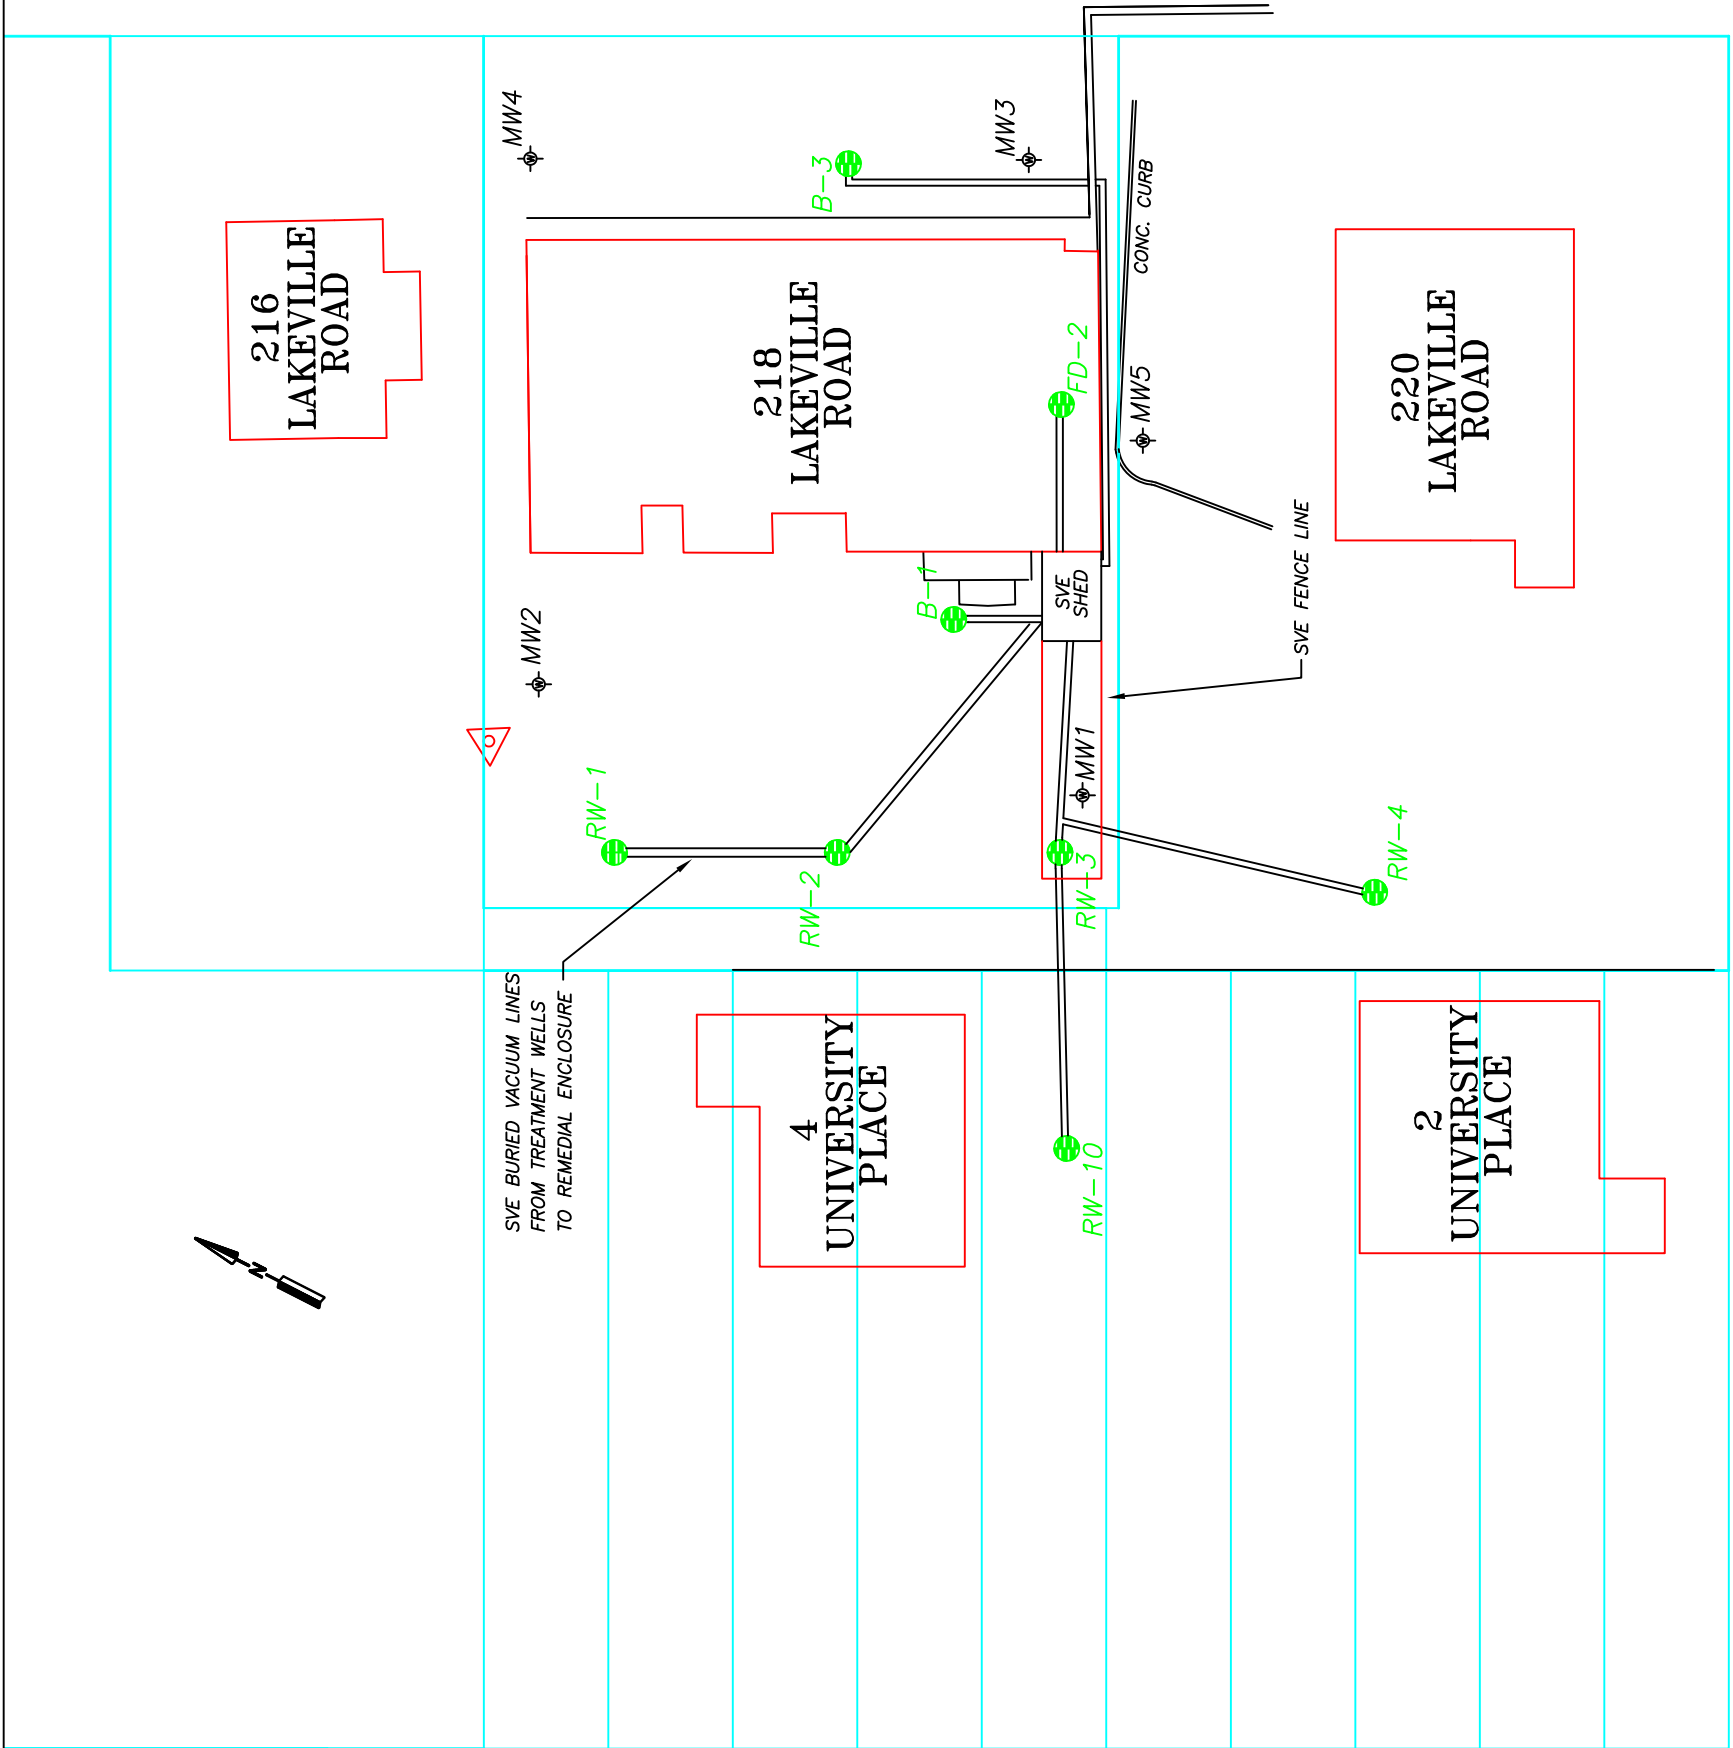 216
LAKEVILLE
ROAD
MW4
B-3
MW3
CONC. CURB
218
LAKEVILLE
ROAD
FD-2
MW5
220
LAKEVILLE
ROAD
B-1
SVE
SHED
SVE FENCE LINE
MW2
MW1
RW-1
RW-2
RW-3
RW-4
SVE BURIED VACUUM LINES
FROM TREATMENT WELLS
TO REMEDIAL ENCLOSURE
4
UNIVERSITY
PLACE
RW-10
2
UNIVERSITY
PLACE
N